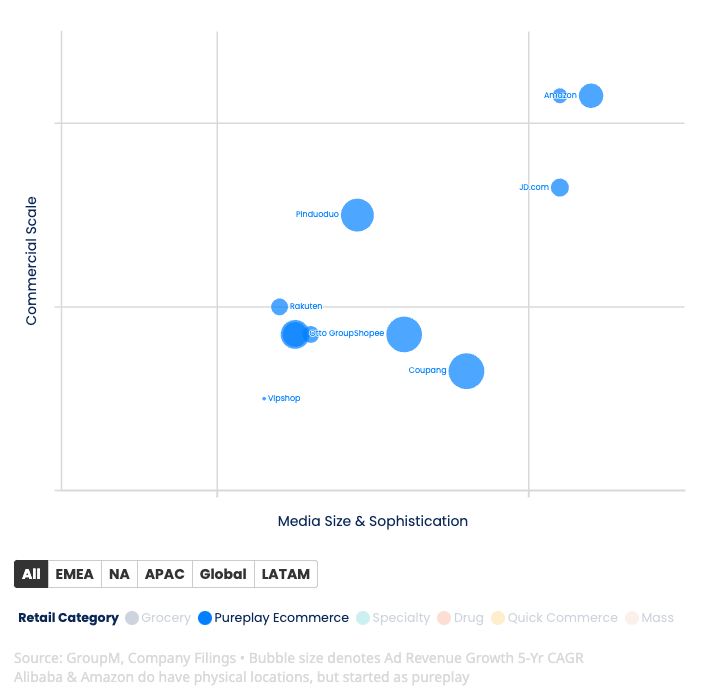 Amazon
JD.com
Pinduoduo
Rakuten
Otto GroupShopee
Coupang
Vipshop
Commercial Scale
Media Size & Sophistication
All EMEA NA APAC Global LATAM
Retail Category Grocery Pureplay Ecommerce Specialty Drug Quick Commerce Mass
Source: GroupM, Company Filings • Bubble size denotes Ad Revenue Growth 5-Yr CAGR
Alibaba & Amazon do have physical locations, but started as pureplay